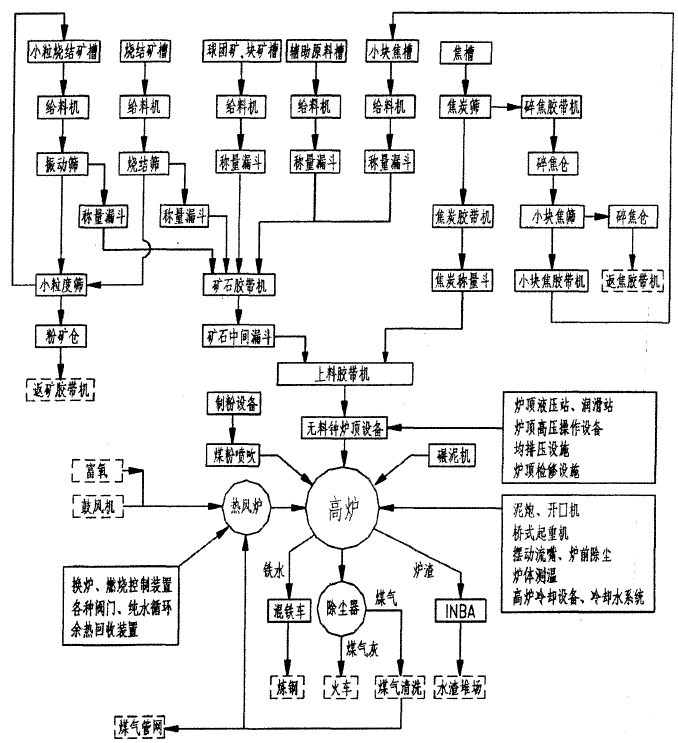 小粒烧结矿槽 烧结矿槽 球团矿、块矿槽 辅助原料槽 小块焦槽 焦槽
给料机 给料机 给料机 给料机 给料机 焦炭筛 碎焦胶带机
振动筛 烧结筛 称量漏斗 称量漏斗 称量漏斗 碎焦仓
称量漏斗 称量漏斗 焦炭胶带机 小块焦筛 碎焦仓
小粒度筛 矿石胶带机 焦炭称量斗 小块焦胶带机 返焦胶带机
粉矿仓 矿石中间漏斗
返矿胶带机 上料胶带机
制粉设备
无料钟炉顶设备
煤粉喷吹 碾泥机
炉顶液压站、润滑站
炉顶高压操作设备
均排压设施
炉顶检修设施
富氧
鼓风机 热风炉 高炉
泥炮、开口机
桥式起重机
摆动流嘴、炉前除尘
炉体测温
高炉冷却设备、冷却水系统
换炉、燃烧控制装置
各种阀门、纯水循环
余热回收装置
铁水 炉渣
混铁车 除尘器 煤气 INBA
煤气灰
炼钢 火车 煤气清洗 水渣堆场
煤气管网